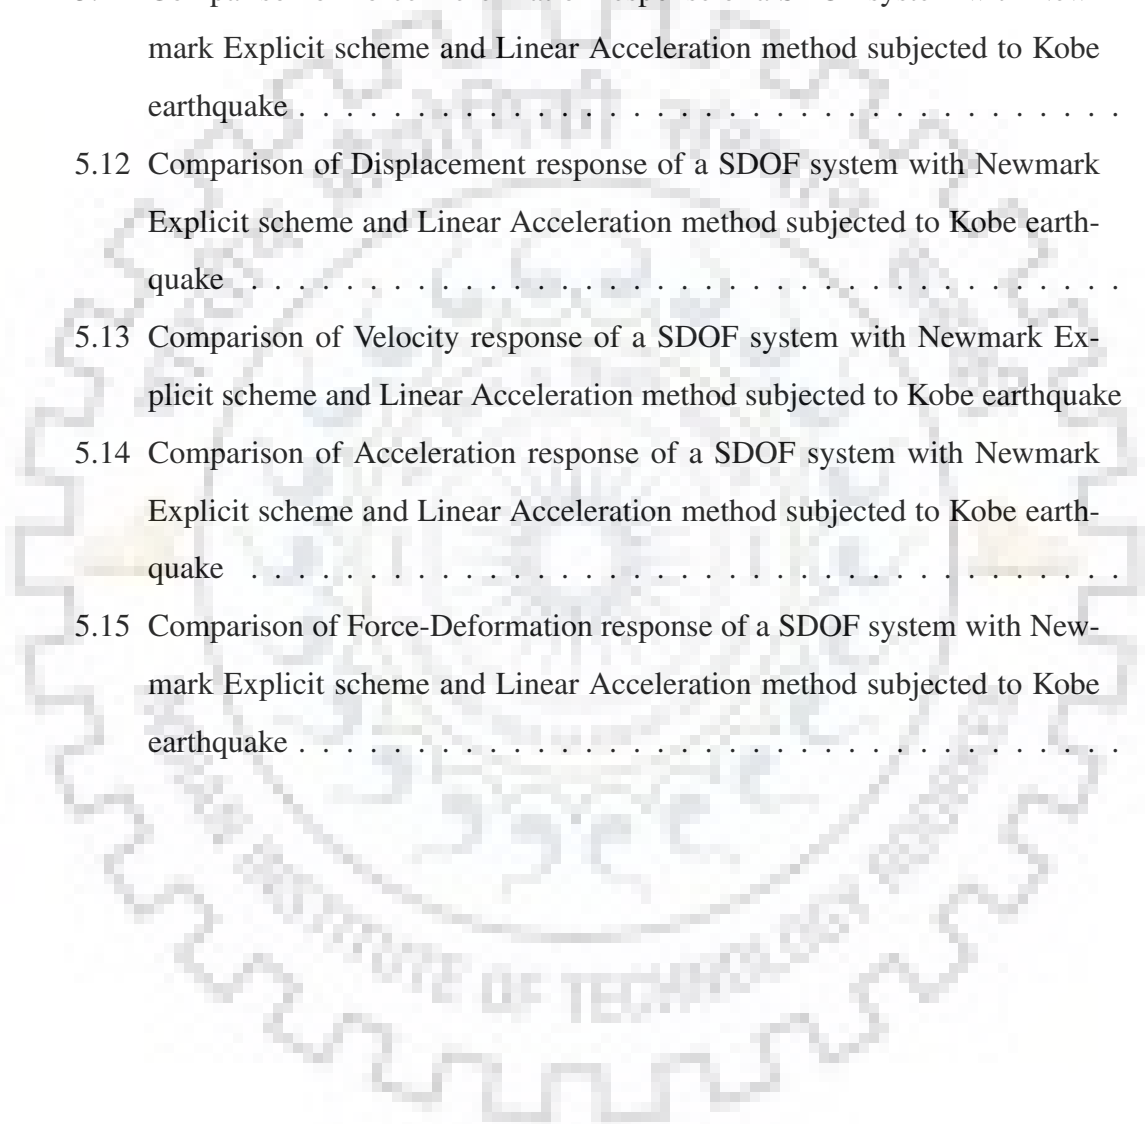 mark Explicit scheme and Linear Acceleration method subjected to Kobe
earthquake . . . . . . . . . . . . . . . . . . . . . . . . . . . . . . . . . . .
5.12 Comparison of Displacement response of a SDOF system with Newmark
Explicit scheme and Linear Acceleration method subjected to Kobe earth-
quake . . . . . . . . . . . . . . . . . . . . . . . . . . . . . . . . . . . . .
5.13 Comparison of Velocity response of a SDOF system with Newmark Ex-
plicit scheme and Linear Acceleration method subjected to Kobe earthquake
5.14 Comparison of Acceleration response of a SDOF system with Newmark
Explicit scheme and Linear Acceleration method subjected to Kobe earth-
quake . . . . . . . . . . . . . . . . . . . . . . . . . . . . . . . . . . . . .
5.15 Comparison of Force-Deformation response of a SDOF system with New-
mark Explicit scheme and Linear Acceleration method subjected to Kobe
earthquake . . . . . . . . . . . . . . . . . . . . . . . . . . . . . . . . . . .
INSTITUTE OF TECHNOLOGY